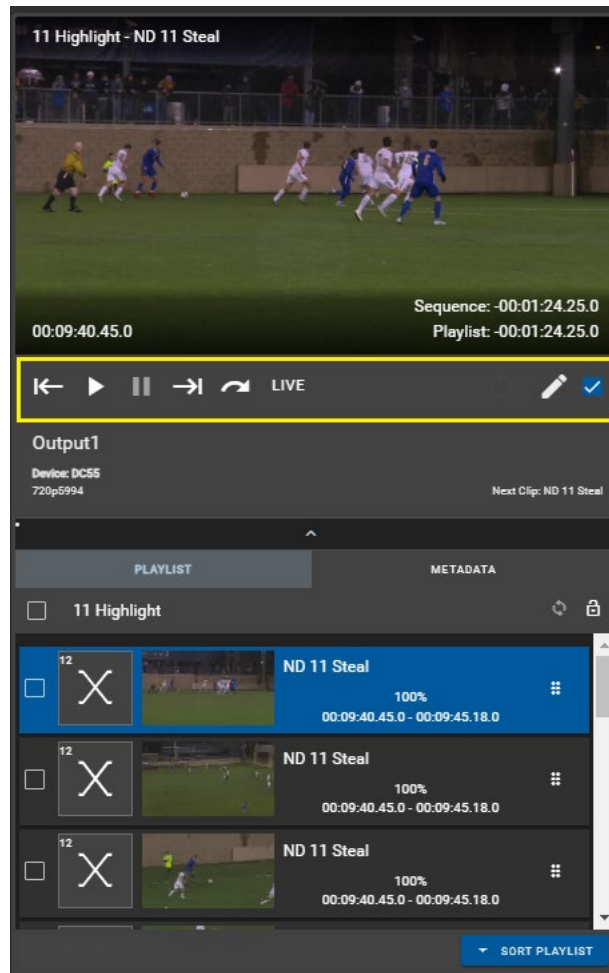 11 Highlight - ND 11 Steal
Sequence: -00:01:24.25.0
00:09:40.45.0
Playlist: -00:01:24.25.0
LIVE
Output1
Device: DC55
720p5994
Next Clip: ND 11 Steal
PLAYLIST
METADATA
11 Highlight
12
ND 11 Steal
100%
00:09:40.45.0 - 00:09:45.18.0
12
ND 11 Steal
100%
00:09:40.45.0 - 00:09:45.18.0
12
ND 11 Steal
100%
00:09:40.45.0 - 00:09:45.18.0
SORT PLAYLIST